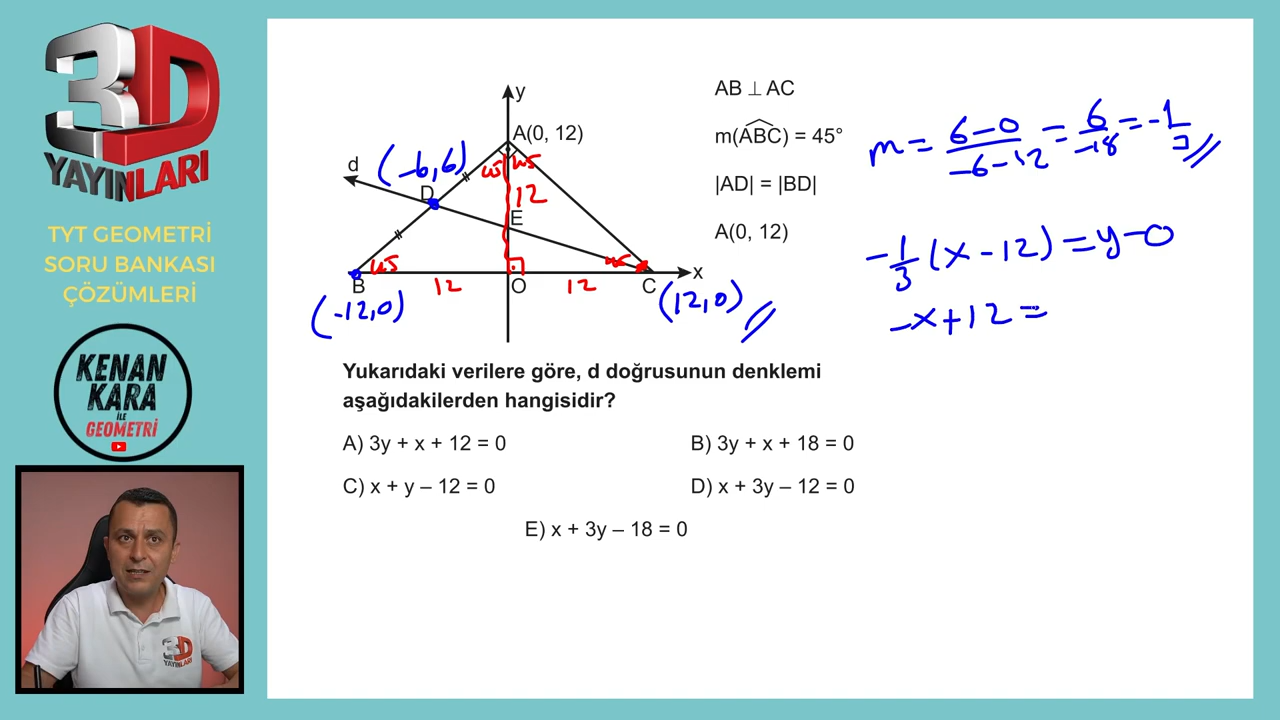 3D
YAYINLARI
TYT GEOMETRİ
SORU BANKASI
ÇÖZÜMLERİ
KENAN
KARA
İLE
GEOMETRİ
3D
YAYINLARI
y
A(0, 12)
d
(-6,6)
45
45
D
12
E
45
45
x
B
12
O
12
C
(-12,0)
(12,0)
AB ⊥ AC
m(ABC) = 45°
|AD| = |BD|
A(0, 12)
m = 6-0/-6-12 = 6/-18 = -1/3
-1/3 (x - 12) = y - 0
-x + 12 =
Yukarıdaki verilere göre, d doğrusunun denklemi
aşağıdakilerden hangisidir?
A) 3y + x + 12 = 0
B) 3y + x + 18 = 0
C) x + y – 12 = 0
D) x + 3y – 12 = 0
E) x + 3y – 18 = 0